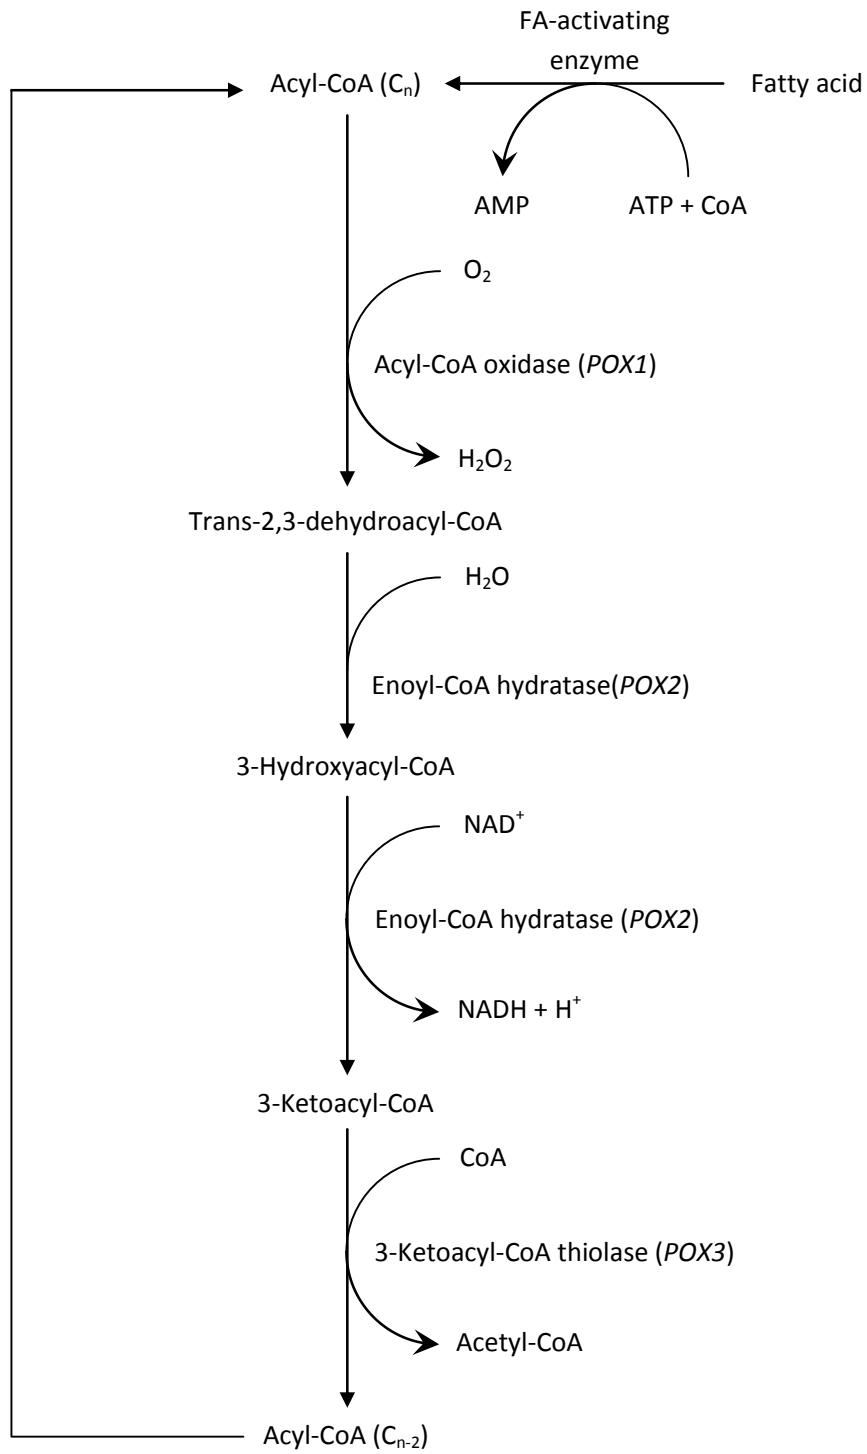 FA-activating
enzyme
Acyl-CoA (Cₙ)
Fatty acid
AMP
ATP + CoA
O₂
Acyl-CoA oxidase (POX1)
H₂O₂
Trans-2,3-dehydroacyl-CoA
H₂O
Enoyl-CoA hydratase(POX2)
3-Hydroxyacyl-CoA
NAD⁺
Enoyl-CoA hydratase (POX2)
NADH + H⁺
3-Ketoacyl-CoA
CoA
3-Ketoacyl-CoA thiolase (POX3)
Acetyl-CoA
Acyl-CoA (Cₙ₋₂)